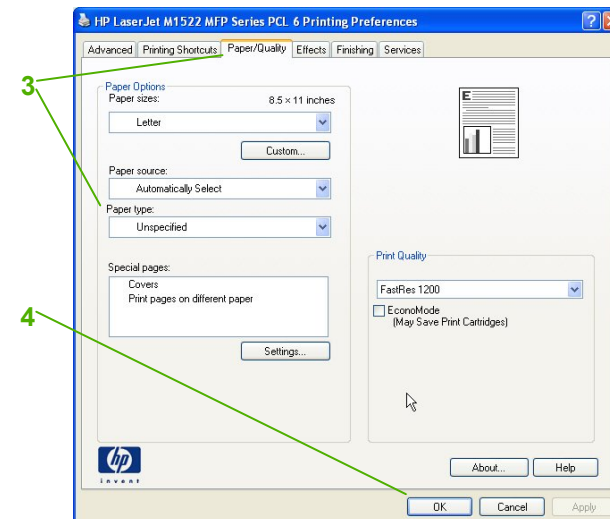 HP LaserJet M1522 MFP Series PCL 6 Printing Preferences
Advanced Printing Shortcuts Paper/Quality Effects Finishing Services
3
Paper Options
Paper sizes: 8.5 × 11 inches
Letter
Custom...
Paper source:
Automatically Select
Paper type:
Unspecified
Special pages:
Covers
Print pages on different paper
Settings...
E
Print Quality
FastRes 1200
EconoMode
(May Save Print Cartridges)
4
hp
invent
About... Help
OK Cancel Apply